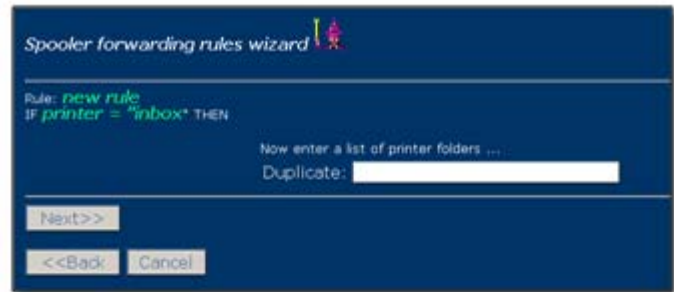 Spooler forwarding rules wizard
Rule: new rule
IF printer = "inbox" THEN
Now enter a list of printer folders ...
Duplicate:
Next>>
<<Back Cancel